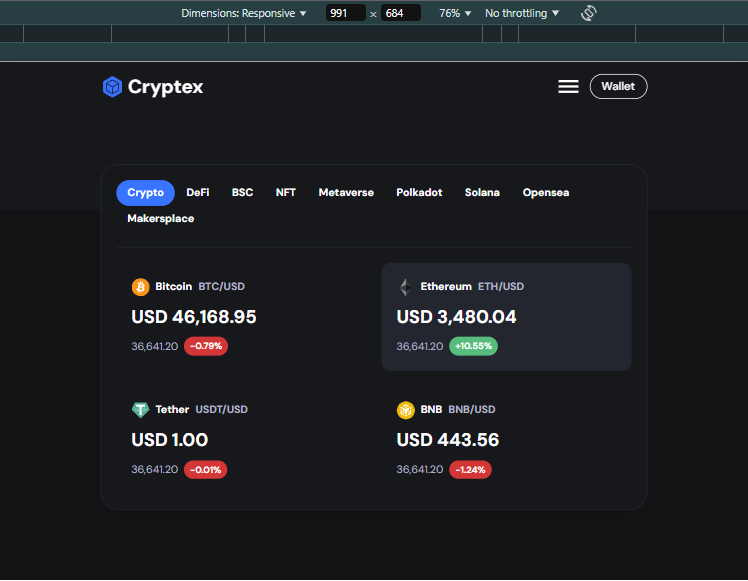 Dimensions: Responsive 991 × 684 76% No throttling
Cryptex Wallet
Crypto DeFi BSC NFT Metaverse Polkadot Solana Opensea
Makersplace
Bitcoin BTC/USD
USD 46,168.95
36,641.20 -0.79%
Ethereum ETH/USD
USD 3,480.04
36,641.20 +10.55%
Tether USDT/USD
USD 1.00
36,641.20 -0.01%
BNB BNB/USD
USD 443.56
36,641.20 -1.24%